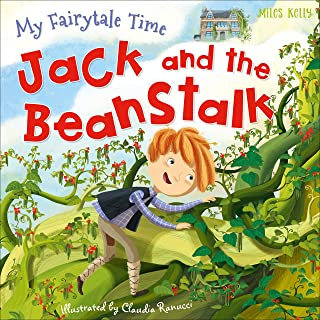 My Fairytale Time
MILES KELLY
Jack and the
BeanStalk
Illustrated by Claudia Ranucci